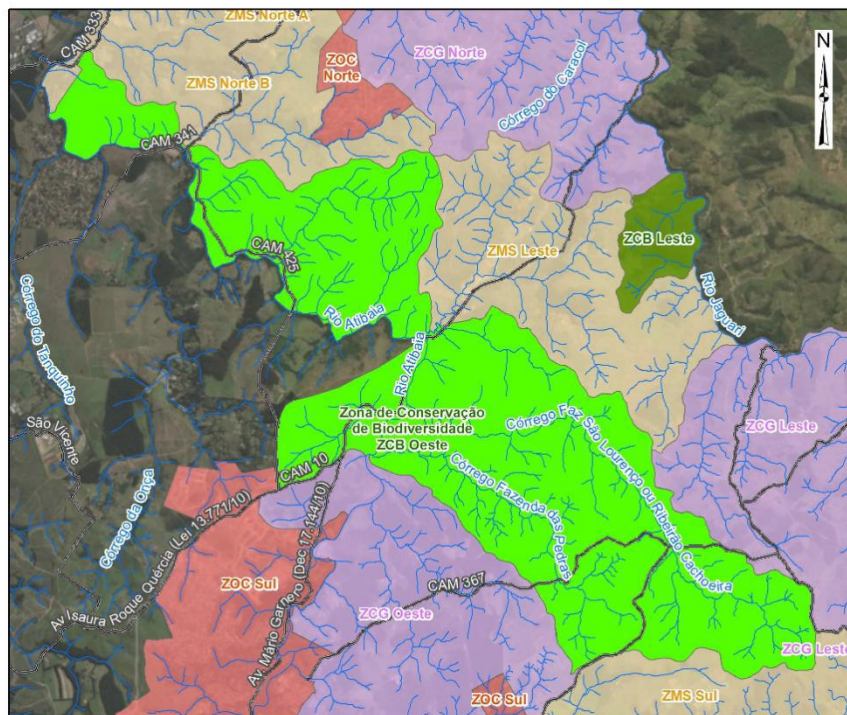 ZMS Norte A
CAM 333
N
ZOC
Norte
ZCG Norte
Córrego do Caracol
ZMS Norte B
CAM 341
ZCB Leste
ZMS Leste
CAM 425
Rio Jaguari
Rio Atibaia
Córrego do Tanquinho
Rio Atibaia
Zona de Conservação
de Biodiversidade
ZCB Oeste
Córrego Faz São Lourenço ou Ribeirão Cachoeira
ZCG Leste
São Vicente
CAM 10
Córrego da Onça
Córrego Fazenda das Pedras
Av Isaura Roque Quércia (Lei 13.771/10)
Av. Mário Garnero (Dec 17.144/10)
ZOC Sul
CAM 367
ZCG Oeste
ZCG Leste
ZOC Sul
ZMS Sul